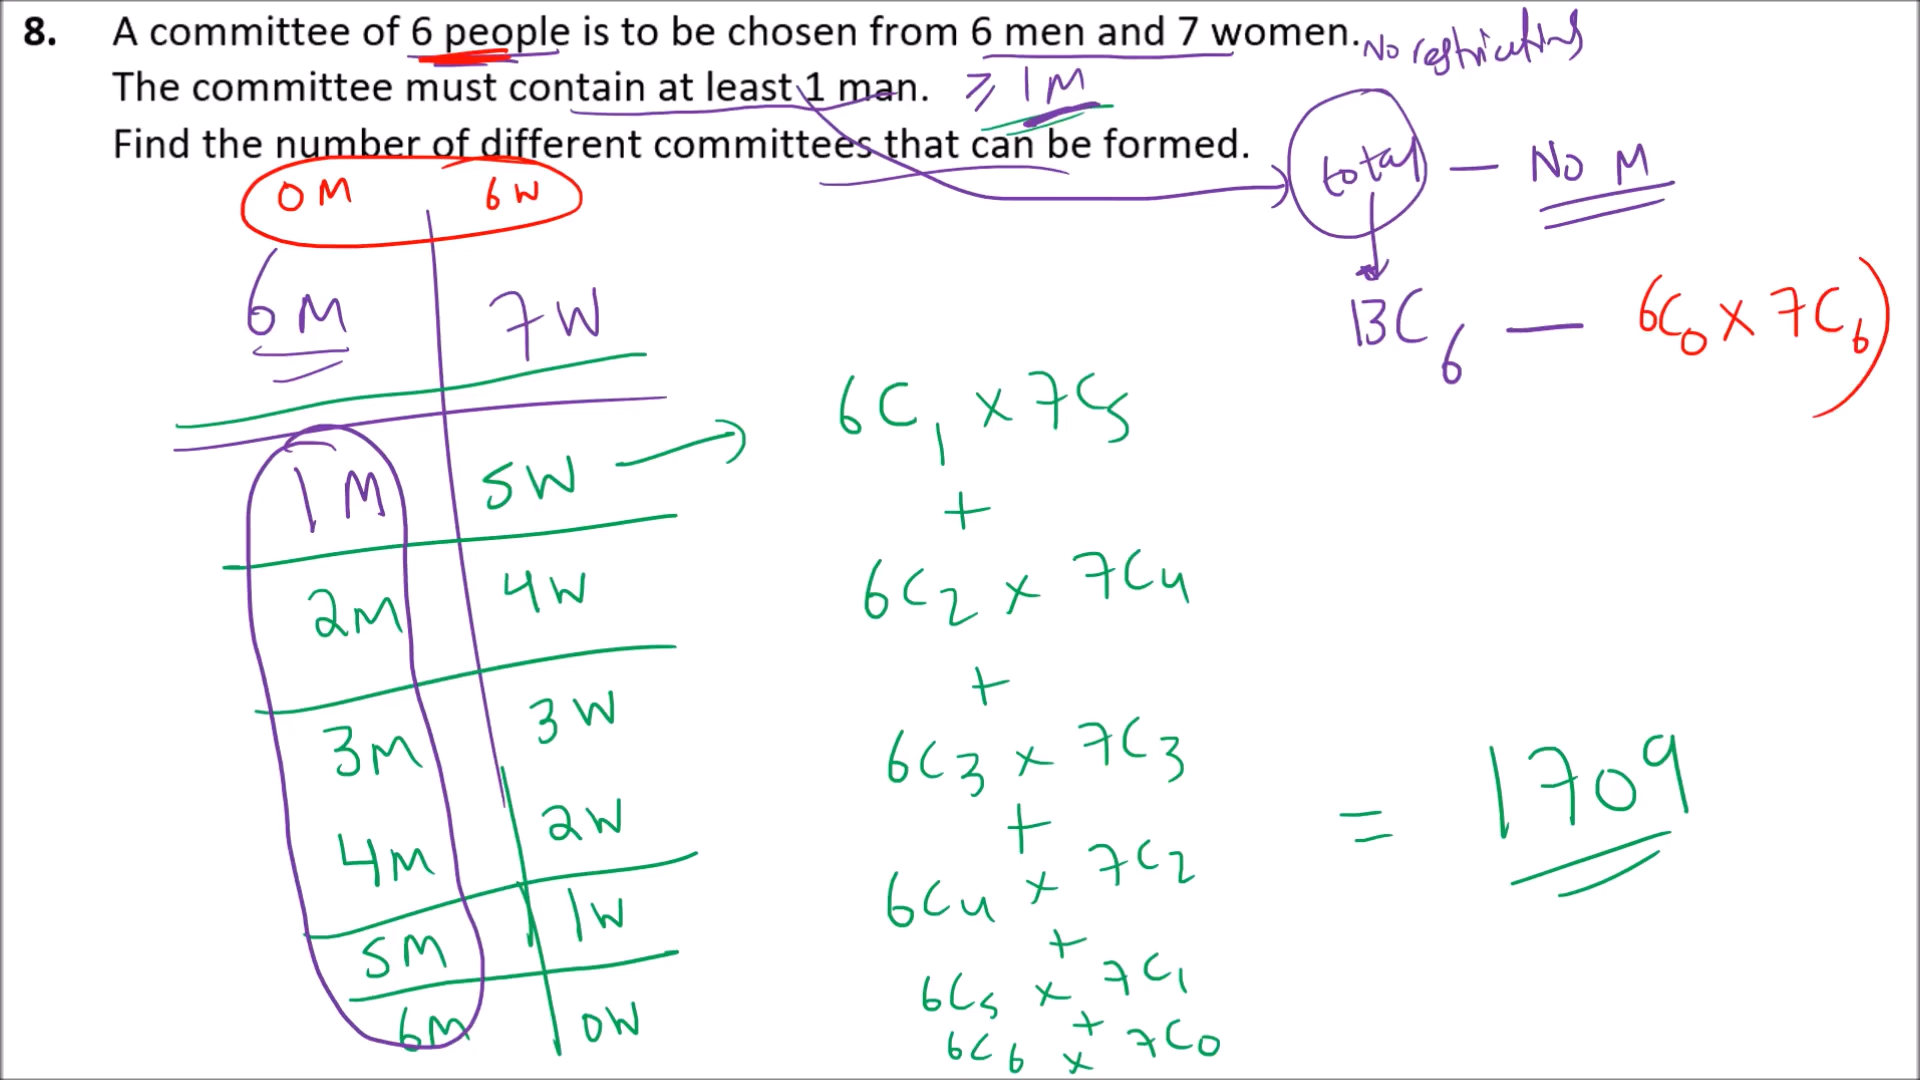 8. A committee of 6 people is to be chosen from 6 men and 7 women. No restrictions
The committee must contain at least 1 man. ≥ 1M
Find the number of different committees that can be formed.
total — No M
0M 6W
6M 7W
13C6 — 6C0 × 7C6)
1M 5W → 6C1 × 7C5
+
2M 4W 6C2 × 7C4
+
3M 3W 6C3 × 7C3
+
4M 2W 6C4 × 7C2
= 1709
+
5M 1W 6C5 × 7C1
+
6M 0W 6C6 × 7C0